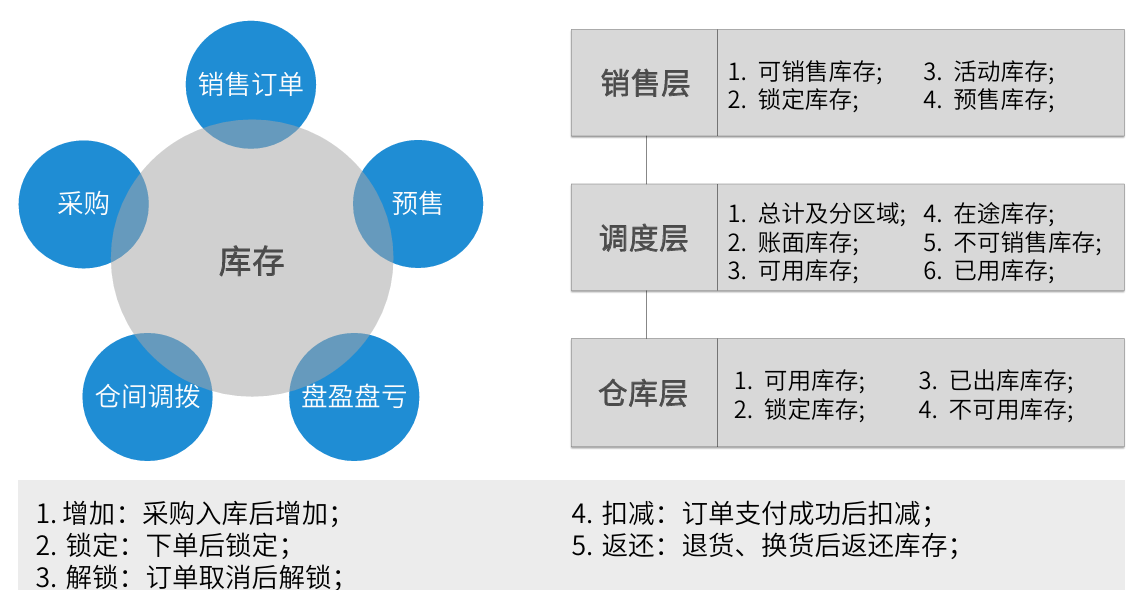 销售订单
采购
预售
库存
仓间调拨
盘盈盘亏
销售层
1. 可销售库存;
2. 锁定库存;
3. 活动库存;
4. 预售库存;
调度层
1. 总计及分区域;
2. 账面库存;
3. 可用库存;
4. 在途库存;
5. 不可销售库存;
6. 已用库存;
仓库层
1. 可用库存;
2. 锁定库存;
3. 已出库库存;
4. 不可用库存;
1. 增加：采购入库后增加；
2. 锁定：下单后锁定；
3. 解锁：订单取消后解锁；
4. 扣减：订单支付成功后扣减；
5. 返还：退货、换货后返还库存；